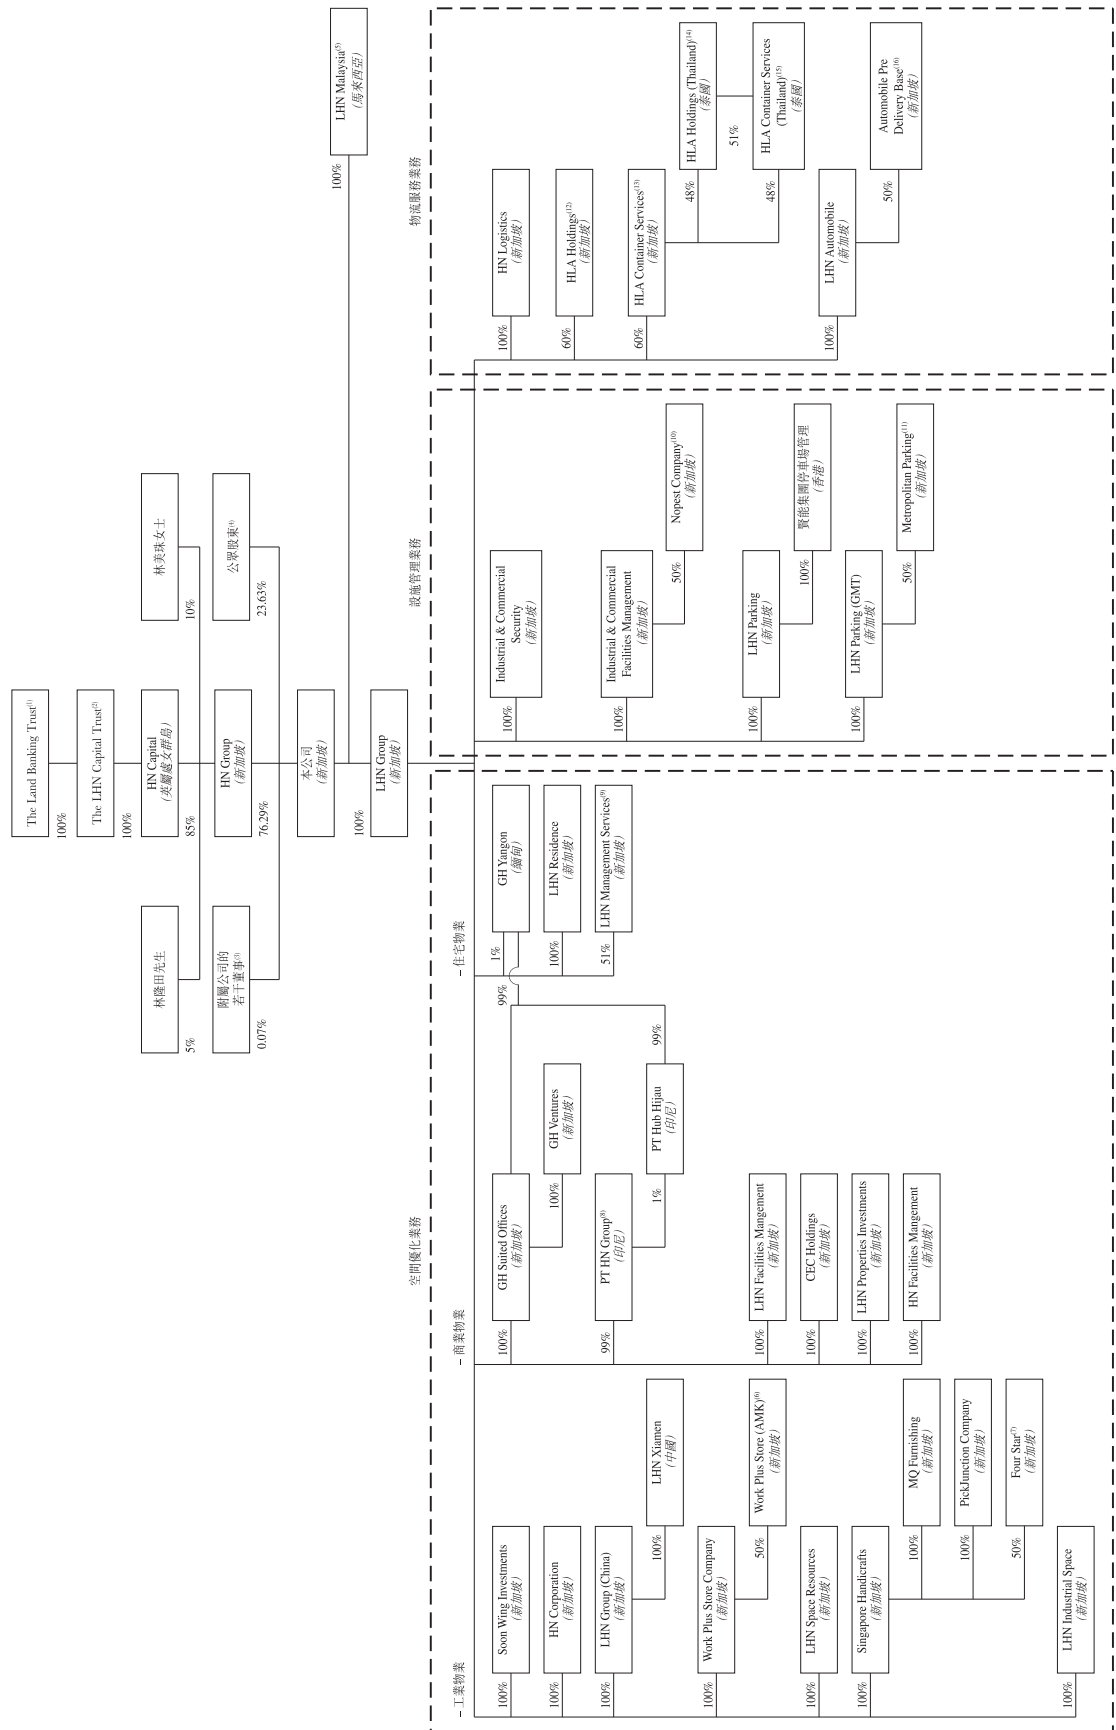 The Land Banking Trust(1)
100%
The LHN Capital Trust(2)
100%
林隆田先生
HN Capital
(英屬處女群島)
林美珠女士
5%
85%
10%
附屬公司的
若干董事(3)
HN Group
(新加坡)
公眾股東(4)
0.07%
76.29%
23.63%
本公司
(新加坡)
100%
LHN Malaysia(5)
(馬來西亞)
100%
LHN Group
(新加坡)
空間優化業務
設施管理業務
物流服務業務
– 工業物業
100%
Soon Wing Investments
(新加坡)
100%
HN Corporation
(新加坡)
100%
LHN Group (China)
(新加坡)
100%
LHN Xiamen
(中國)
100%
Work Plus Store Company
(新加坡)
50%
Work Plus Store (AMK)(6)
(新加坡)
100%
LHN Space Resources
(新加坡)
100%
Singapore Handicrafts
(新加坡)
100%
MQ Furnishing
(新加坡)
100%
PickJunction Company
(新加坡)
50%
Four Star(7)
(新加坡)
100%
LHN Industrial Space
(新加坡)
– 商業物業
100%
GH Suited Offices
(新加坡)
100%
GH Ventures
(新加坡)
99%
PT HN Group(8)
(印尼)
1%
PT Hub Hijau
(印尼)
99%
100%
LHN Facilities Mangement
(新加坡)
100%
CEC Holdings
(新加坡)
100%
LHN Properties Investments
(新加坡)
100%
HN Facilities Management
(新加坡)
– 住宅物業
99%
1%
GH Yangon
(緬甸)
100%
LHN Residence
(新加坡)
51%
LHN Management Services(9)
(新加坡)
100%
Industrial & Commercial
Security
(新加坡)
100%
Industrial & Commercial
Facilities Management
(新加坡)
50%
Nopest Company(10)
(新加坡)
100%
LHN Parking
(新加坡)
100%
賢能集團停車場管理
(香港)
100%
LHN Parking (GMT)
(新加坡)
50%
Metropolitan Parking(11)
(新加坡)
100%
HN Logistics
(新加坡)
60%
HLA Holdings(12)
(新加坡)
60%
HLA Container Services(13)
(新加坡)
48%
HLA Holdings (Thailand)(14)
(泰國)
51%
48%
HLA Container Services
(Thailand)(15)
(泰國)
100%
LHN Automobile
(新加坡)
50%
Automobile Pre
Delivery Base(16)
(新加坡)